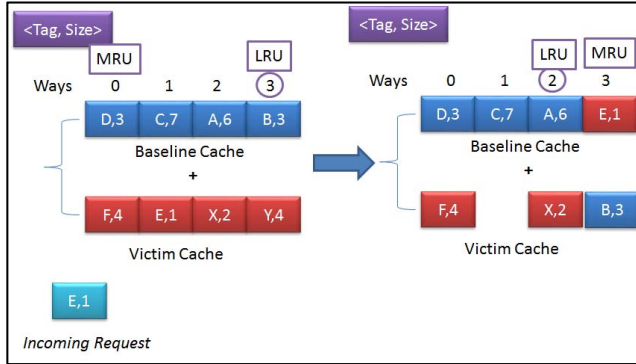 <Tag, Size>
MRU
LRU
Ways 0 1 2 3
D,3 C,7 A,6 B,3
Baseline Cache
+
F,4 E,1 X,2 Y,4
Victim Cache
E,1
Incoming Request
<Tag, Size>
LRU
MRU
Ways 0 1 2 3
D,3 C,7 A,6 E,1
Baseline Cache
+
F,4 X,2 B,3
Victim Cache